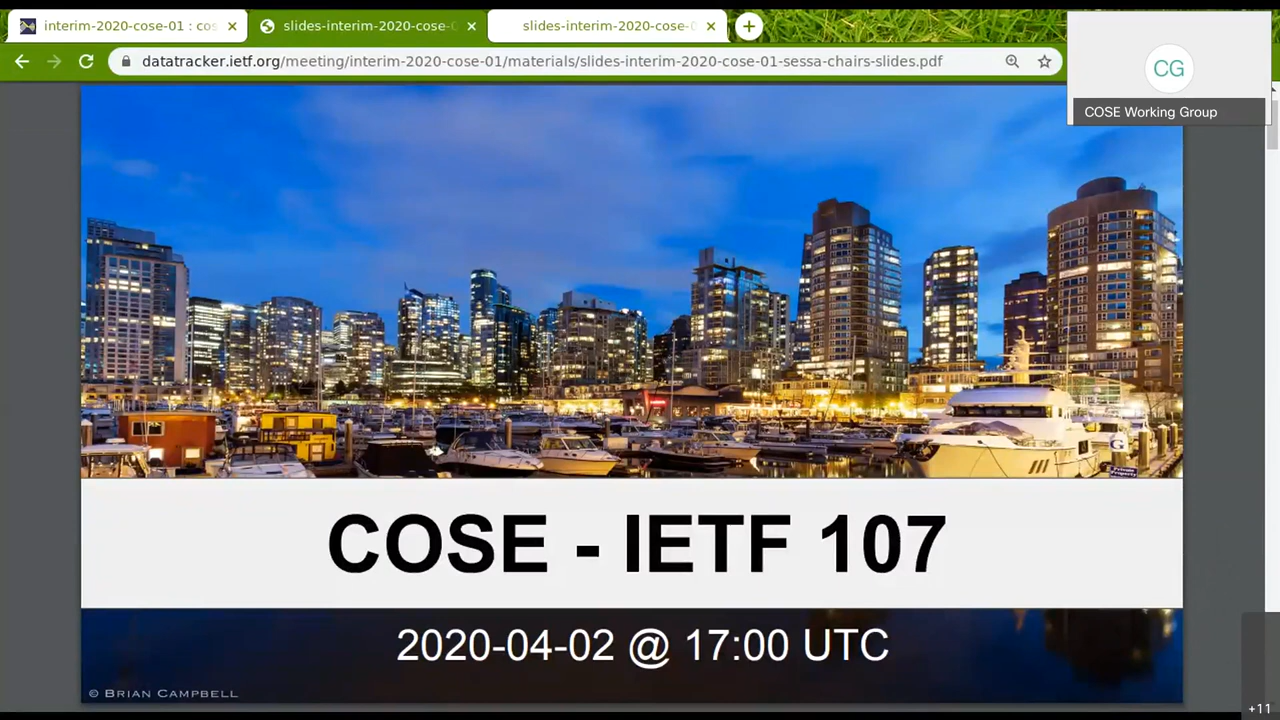 interim-2020-cose-01 : cos
slides-interim-2020-cose-0
slides-interim-2020-cose-0
datatracker.ietf.org/meeting/interim-2020-cose-01/materials/slides-interim-2020-cose-01-sessa-chairs-slides.pdf
CG
COSE Working Group
G
Private
Property
COSE - IETF 107
2020-04-02 @ 17:00 UTC
© BRIAN CAMPBELL
+11